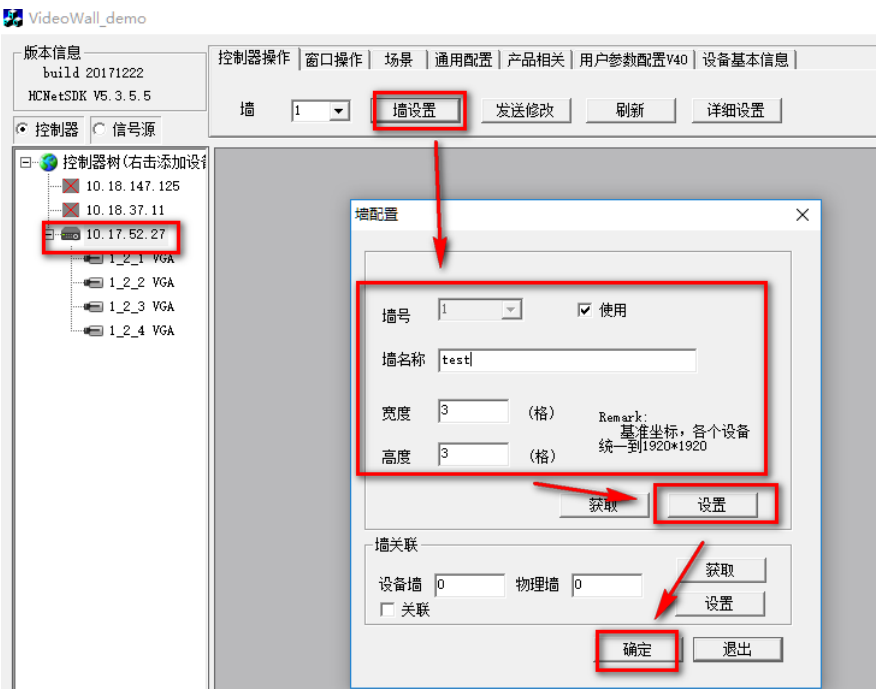 VideoWall_demo
版本信息
build 20171222
HCNetSDK V5.3.5.5
控制器操作 窗口操作 场景 通用配置 产品相关 用户参数配置V40 设备基本信息
墙 1 墙设置 发送修改 刷新 详细设置
控制器 信号源
控制器树(右击添加设备
10.18.147.125
10.18.37.11
10.17.52.27
1_2_1 VGA
1_2_2 VGA
1_2_3 VGA
1_2_4 VGA
墙配置
墙号 1 使用
墙名称 test
宽度 3 (格)
高度 3 (格)
Remark:
基准坐标，各个设备
统一到1920*1920
获取 设置
墙关联
设备墙 0 物理墙 0
关联
获取
设置
确定 退出